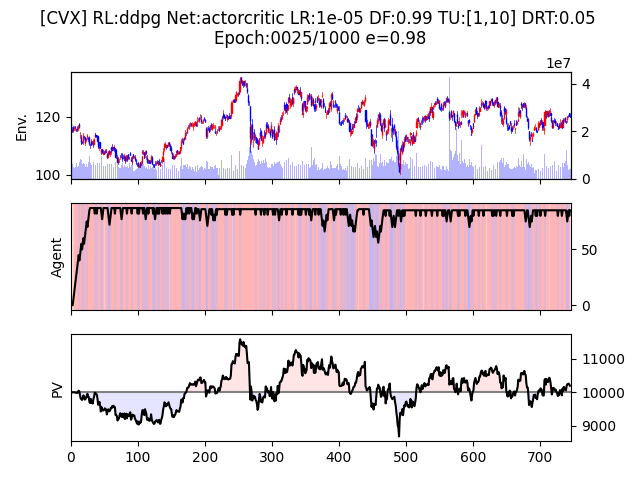 [CVX] RL:ddpg Net:actorcritic LR:1e-05 DF:0.99 TU:[1,10] DRT:0.05
Epoch:0025/1000 e=0.98
1e7
Env.
120
100
4
2
0
Agent
50
0
PV
11000
10000
9000
0 100 200 300 400 500 600 700